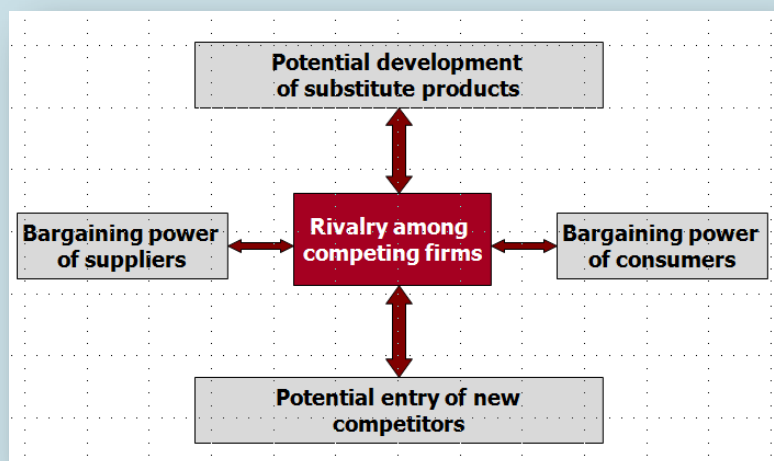 Potential development
of substitute products
Bargaining power
of suppliers
Rivalry among
competing firms
Bargaining power
of consumers
Potential entry of new
competitors